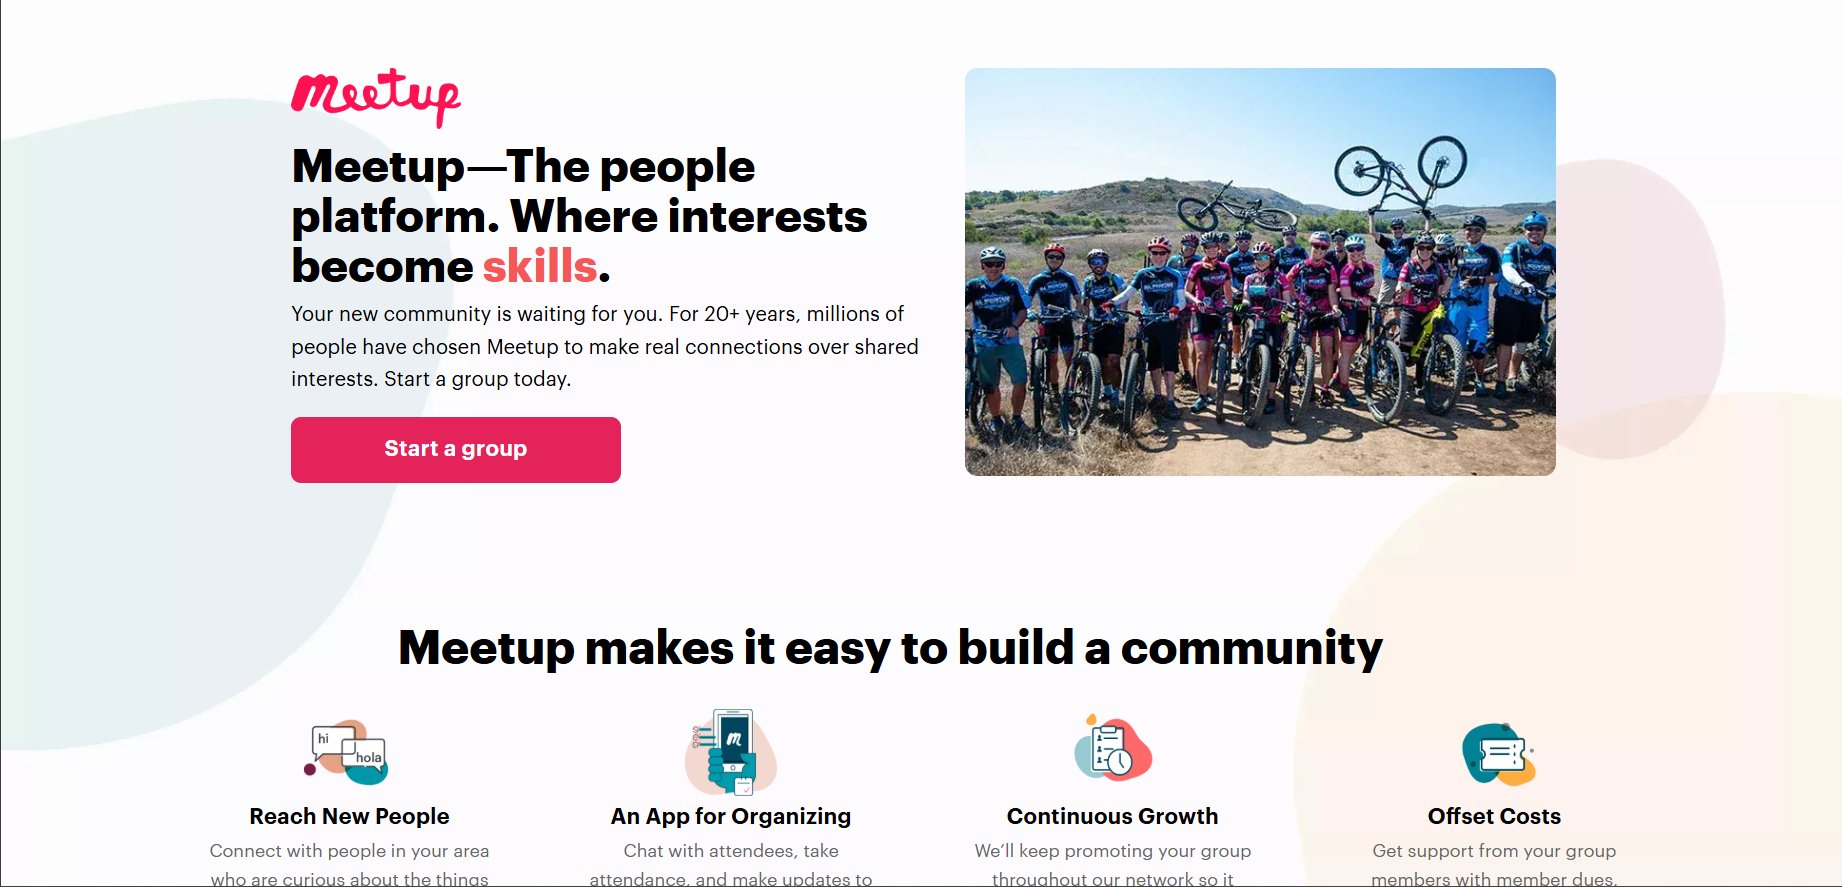 Meetup
Meetup—The people
platform. Where interests
become skills.
Your new community is waiting for you. For 20+ years, millions of
people have chosen Meetup to make real connections over shared
interests. Start a group today.
Start a group
Meetup makes it easy to build a community
hi
hola
m
Reach New People
Connect with people in your area
who are curious about the things
An App for Organizing
Chat with attendees, take
attendance, and make updates to
Continuous Growth
We’ll keep promoting your group
throughout our network so it
Offset Costs
Get support from your group
members with member dues,